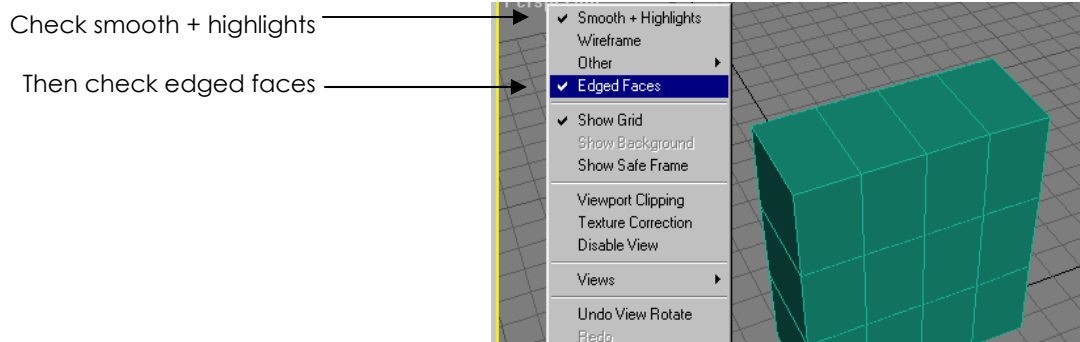 Check smooth + highlights
Then check edged faces
Smooth + Highlights
Wireframe
Other
Edged Faces
Show Grid
Show Background
Show Safe Frame
Viewport Clipping
Texture Correction
Disable View
Views
Undo View Rotate
Redo